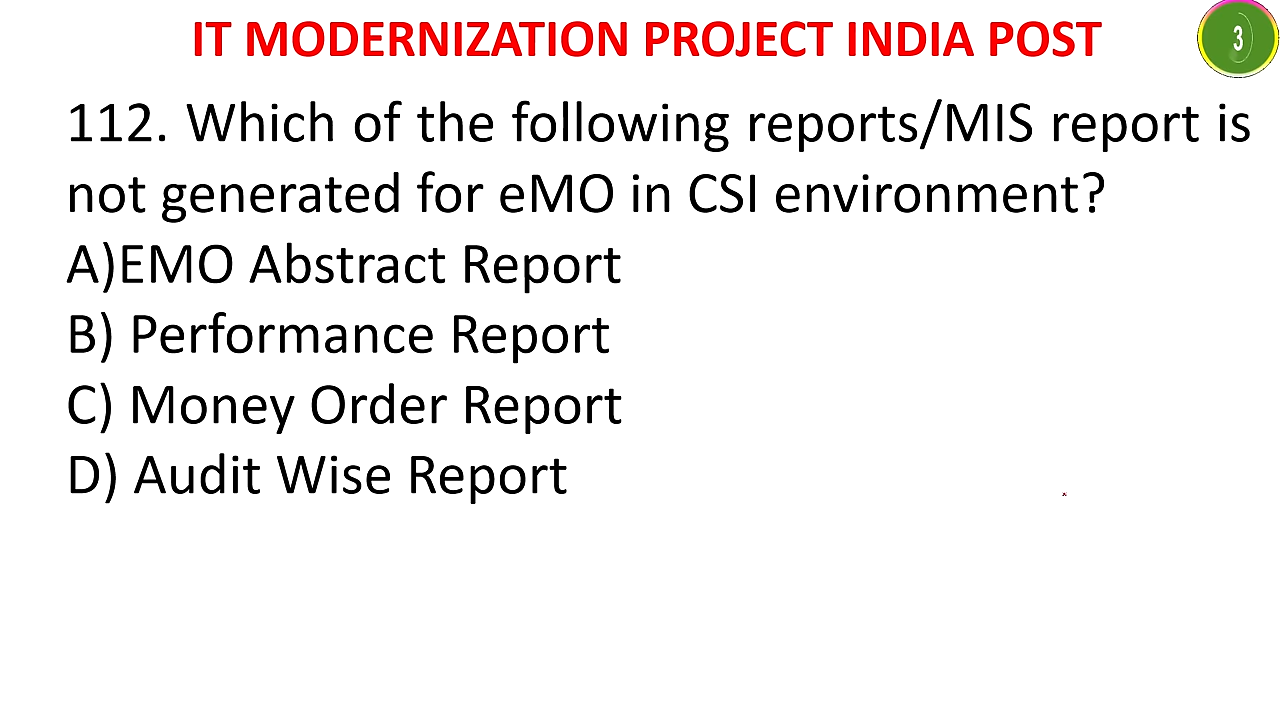 IT MODERNIZATION PROJECT INDIA POST
3
112. Which of the following reports/MIS report is
not generated for eMO in CSI environment?
A)EMO Abstract Report
B) Performance Report
C) Money Order Report
D) Audit Wise Report